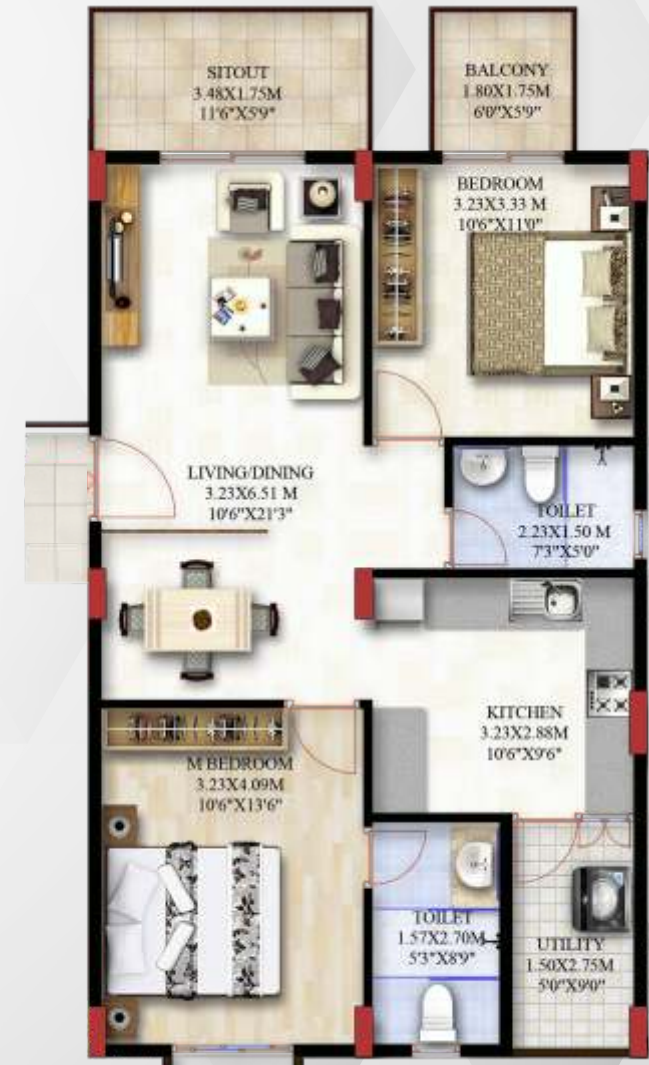 SITOUT
3.48X1.75M
11'6"X5'9"
BALCONY
1.80X1.75M
6'0"X5'9"
BEDROOM
3.23X3.33 M
10'6"X11'0"
LIVING/DINING
3.23X6.51 M
10'6"X21'3"
TOILET
2.23X1.50 M
7'3"X5'0"
KITCHEN
3.23X2.88M
10'6"X9'6"
M BEDROOM
3.23X4.09M
10'6"X13'6"
TOILET
1.57X2.70M
5'3"X8'9"
UTILITY
1.50X2.75M
5'0"X9'0"